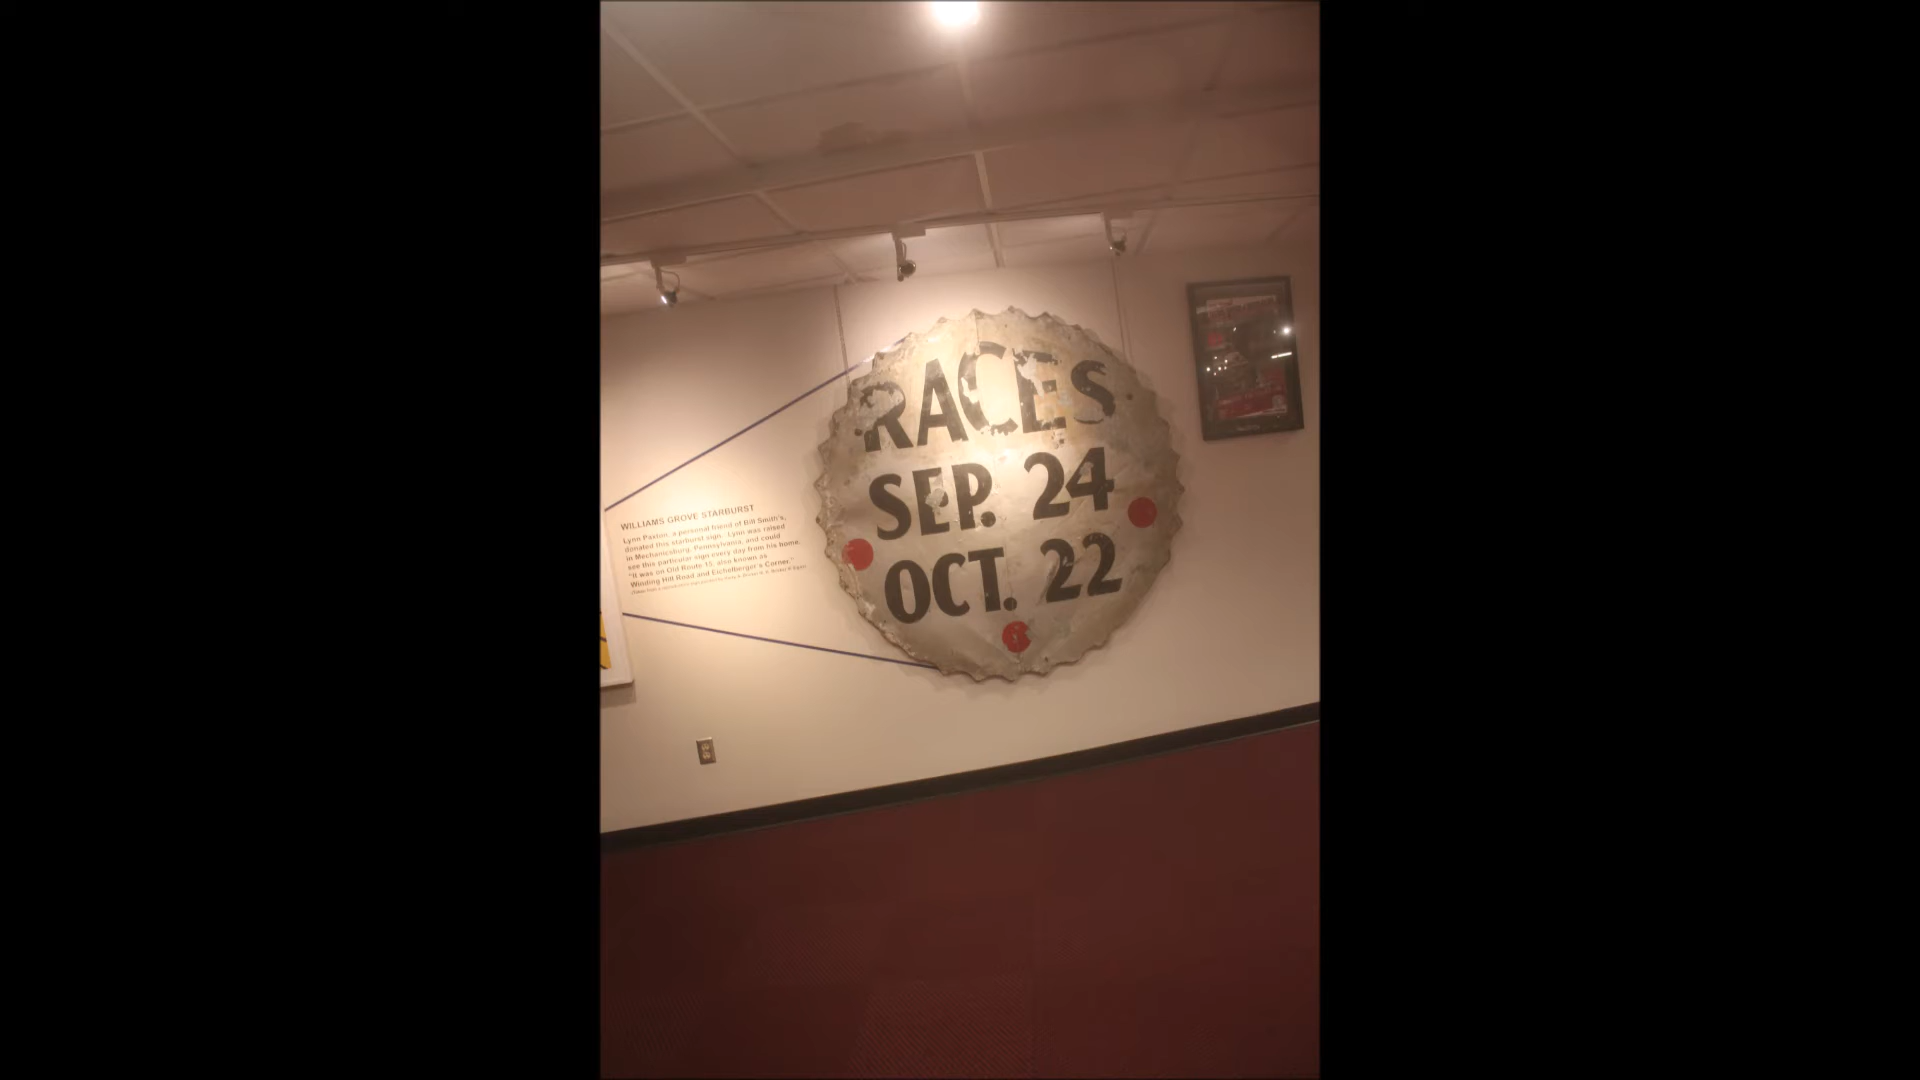 RACES
SEP. 24
OCT. 22
WILLIAMS GROVE STARBURST
Lynn Paxton, a personal friend of Bill Smith's,
donated this starburst sign. Lynn was raised
in Mechanicsburg, Pennsylvania, and could
see this particular sign every day from his home.
"It was on Old Route 15, also known as
Winding Hill Road and Eichelberger's Corner."